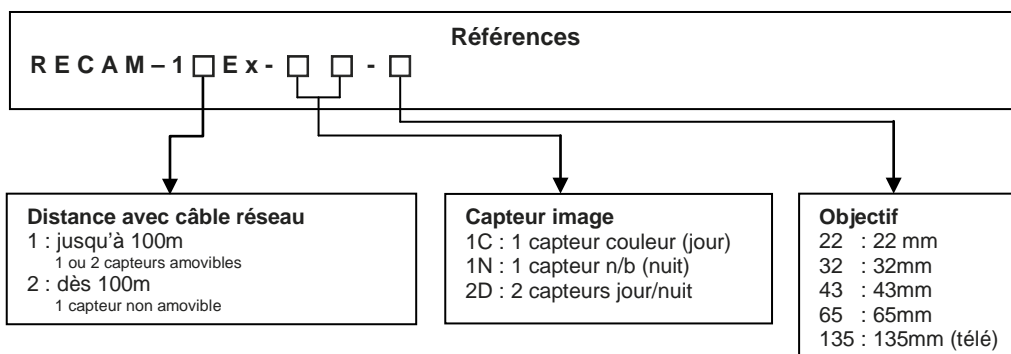 Références
RECAM–1□Ex-□□-□
Distance avec câble réseau
1 : jusqu'à 100m
1 ou 2 capteurs amovibles
2 : dès 100m
1 capteur non amovible
Capteur image
1C : 1 capteur couleur (jour)
1N : 1 capteur n/b (nuit)
2D : 2 capteurs jour/nuit
Objectif
22 : 22 mm
32 : 32mm
43 : 43mm
65 : 65mm
135 : 135mm (télé)